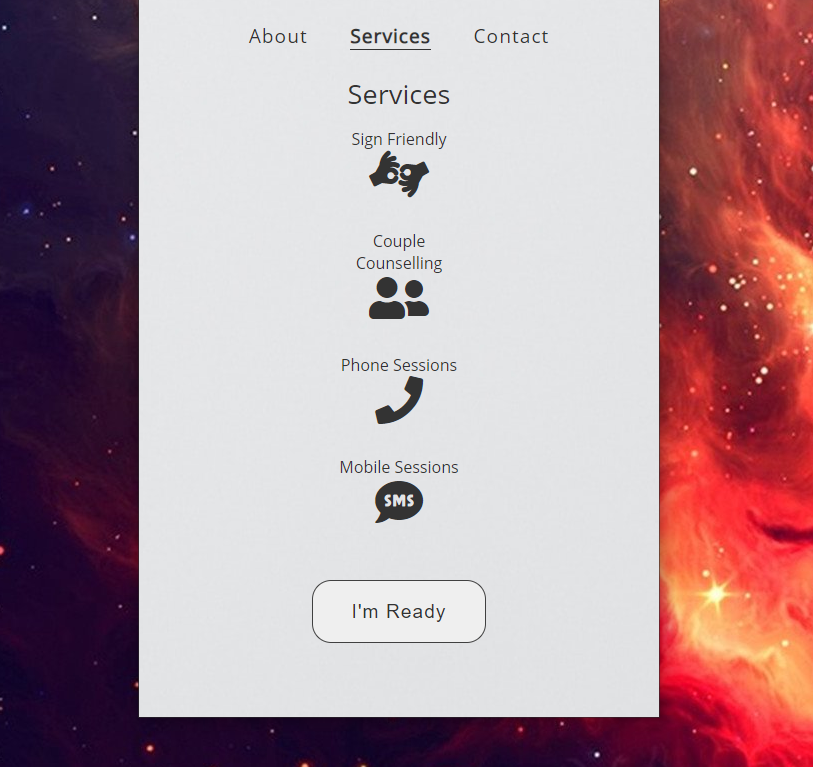 About Services Contact
Services
Sign Friendly
Couple
Counselling
Phone Sessions
Mobile Sessions
SMS
I'm Ready